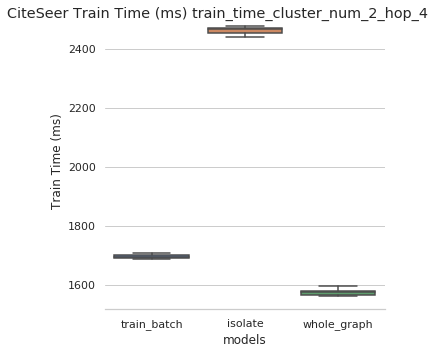 CiteSeer Train Time (ms) train_time_cluster_num_2_hop_4
2400
2200
2000
1800
1600
Train Time (ms)
train_batch isolate whole_graph
models